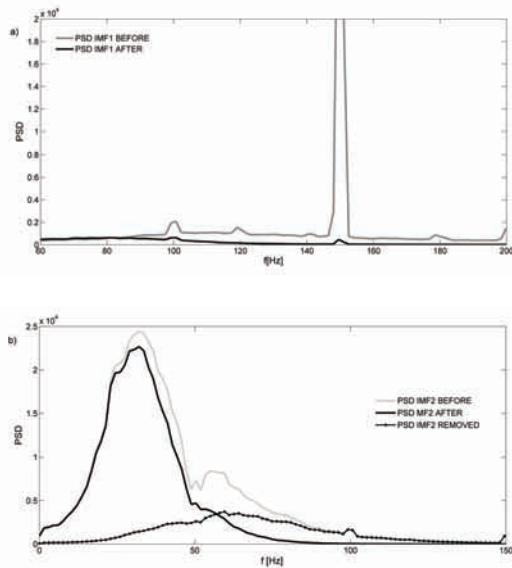 x 10⁴
a)
2
1.8
1.6
1.4
1.2
1
0.8
0.6
0.4
0.2
0
PSD
PSD IMF1 BEFORE
PSD IMF1 AFTER
80 100 120 140 160 180 200
f[Hz]
b)
2.5
2
1.5
1
0.5
0
PSD
PSD IMF2 BEFORE
PSD MF2 AFTER
PSD IMF2 REMOVED
0 50 100 150
f [Hz]